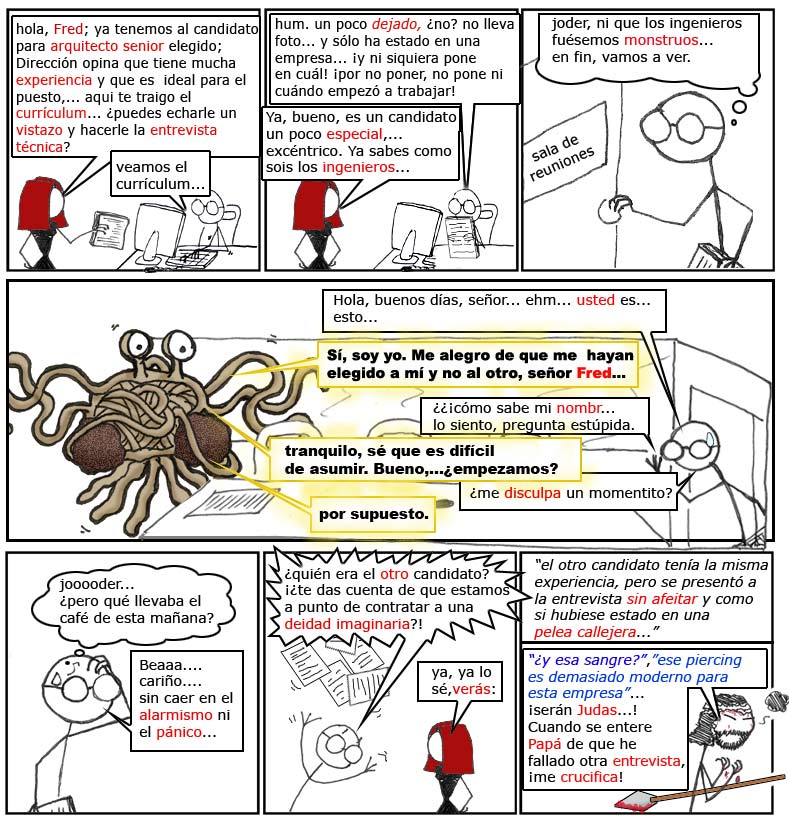 hola, Fred; ya tenemos al candidato
para arquitecto senior elegido;
Dirección opina que tiene mucha
experiencia y que es ideal para el
puesto,... aqui te traigo el
currículum... ¿puedes echarle un
vistazo y hacerle la entrevista
técnica?
veamos el
currículum...
hum. un poco dejado, ¿no? no lleva
foto... y sólo ha estado en una
empresa... ¡y ni siquiera pone
en cuál! ¡por no poner, no pone ni
cuándo empezó a trabajar!
Ya, bueno, es un candidato
un poco especial,...
excéntrico. Ya sabes como
sois los ingenieros...
joder, ni que los ingenieros
fuésemos monstruos...
en fin, vamos a ver.
sala de
reuniones
Hola, buenos días, señor... ehm... usted es...
esto...
Sí, soy yo. Me alegro de que me hayan
elegido a mí y no al otro, señor Fred...
¿¿¡cómo sabe mi nombr...
lo siento, pregunta estúpida.
tranquilo, sé que es difícil
de asumir. Bueno,...¿empezamos?
¿me disculpa un momentito?
por supuesto.
jooooder...
¿pero qué llevaba el
café de esta mañana?
Beaaa....
cariño....
sin caer en el
alarmismo ni
el pánico...
¿quién era el otro candidato?
¡¿te das cuenta de que estamos
a punto de contratar a una
deidad imaginaria?!
ya, ya lo
sé,verás:
"el otro candidato tenía la misma
experiencia, pero se presentó a
la entrevista sin afeitar y como
si hubiese estado en una
pelea callejera..."
"¿y esa sangre?","ese piercing
es demasiado moderno para
esta empresa"...
¡serán Judas...!
Cuando se entere
Papá de que he
fallado otra entrevista,
¡me crucifica!